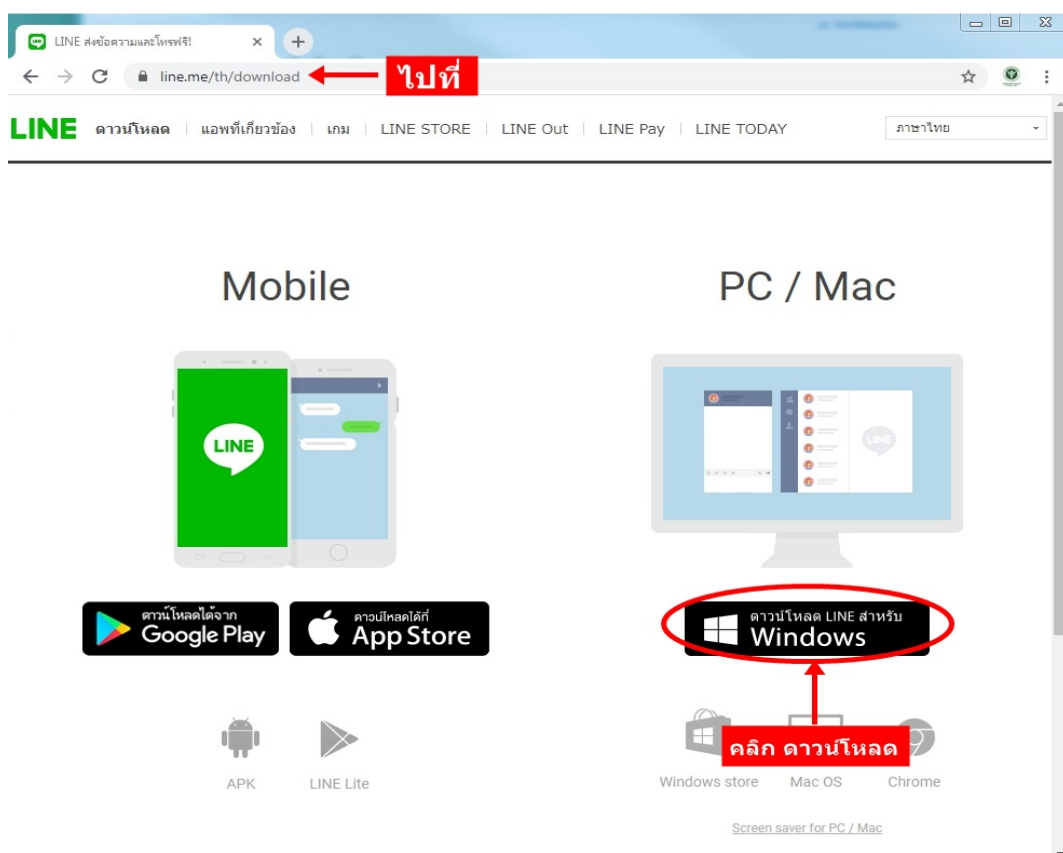 LINE ส่งข้อความและโทรฟรี!
line.me/th/download
ไปที่
LINE ดาวน์โหลด แอพที่เกี่ยวข้อง เกม LINE STORE LINE Out LINE Pay LINE TODAY ภาษาไทย
Mobile
PC / Mac
LINE
LINE
ดาวน์โหลดได้จาก
Google Play
ดาวน์โหลดได้ที่
App Store
ดาวน์โหลด LINE สำหรับ
Windows
คลิก ดาวน์โหลด
APK
LINE Lite
Windows store
Mac OS
Chrome
Screen saver for PC / Mac